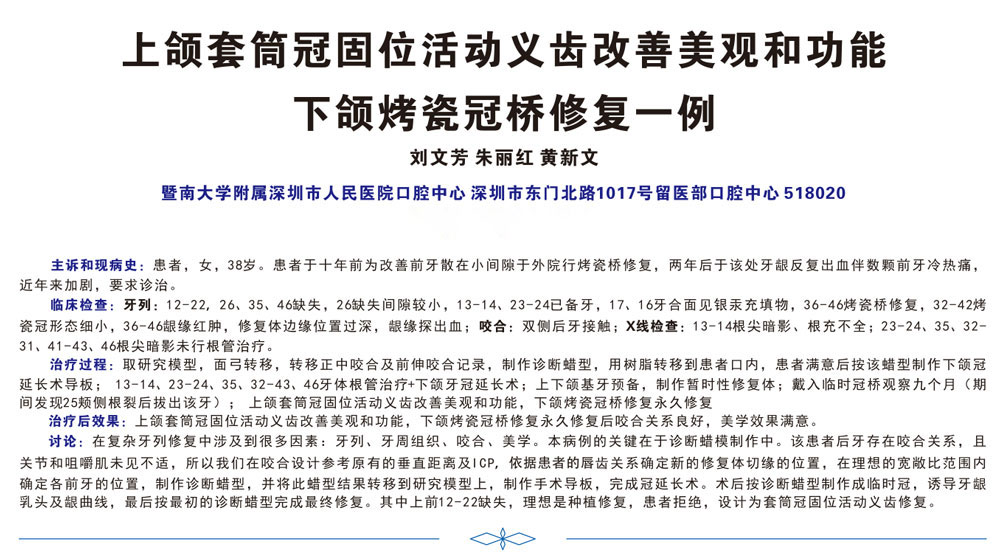 上颌套筒冠固位活动义齿改善美观和功能
下颌烤瓷冠桥修复一例
刘文芳 朱丽红 黄新文
暨南大学附属深圳市人民医院口腔中心 深圳市东门北路1017号留医部口腔中心 518020
主诉和现病史：患者，女，38岁。患者于十年前为改善前牙散在小间隙于外院行烤瓷桥修复，两年后于该处牙龈反复出血伴数颗前牙冷热痛，
近年来加剧，要求诊治。
临床检查：牙列：12-22，26、35、46缺失，26缺失间隙较小，13-14、23-24已备牙，17、16牙合面见银汞充填物，36-46烤瓷桥修复，32-42烤
瓷冠形态细小，36-46龈缘红肿，修复体边缘位置过深，龈缘探出血；咬合：双侧后牙接触；X线检查：13-14根尖暗影、根充不全；23-24、35、32-
31、41-43、46根尖暗影未行根管治疗。
治疗过程：取研究模型，面弓转移，转移正中咬合及前伸咬合记录，制作诊断蜡型，用树脂转移到患者口内，患者满意后按该蜡型制作下颌冠
延长术导板； 13-14、23-24、35、32-43、46牙体根管治疗+下颌牙冠延长术；上下颌基牙预备，制作暂时性修复体；戴入临时冠桥观察九个月（期
间发现25颊侧根裂后拔出该牙）； 上颌套筒冠固位活动义齿改善美观和功能，下颌烤瓷冠桥修复永久修复
治疗后效果：上颌套筒冠固位活动义齿改善美观和功能，下颌烤瓷冠桥修复永久修复后咬合关系良好，美学效果满意。
讨论：在复杂牙列修复中涉及到很多因素：牙列、牙周组织、咬合、美学。本病例的关键在于诊断蜡模制作中。该患者后牙存在咬合关系，且
关节和咀嚼肌未见不适，所以我们在咬合设计参考原有的垂直距离及ICP，依据患者的唇齿关系确定新的修复体切缘的位置，在理想的宽敞比范围内
确定各前牙的位置，制作诊断蜡型，并将此蜡型结果转移到研究模型上，制作手术导板，完成冠延长术。术后按诊断蜡型制作成临时冠，诱导牙龈
乳头及龈曲线，最后按最初的诊断蜡型完成最终修复。其中上前12-22缺失，理想是种植修复，患者拒绝，设计为套筒冠固位活动义齿修复。